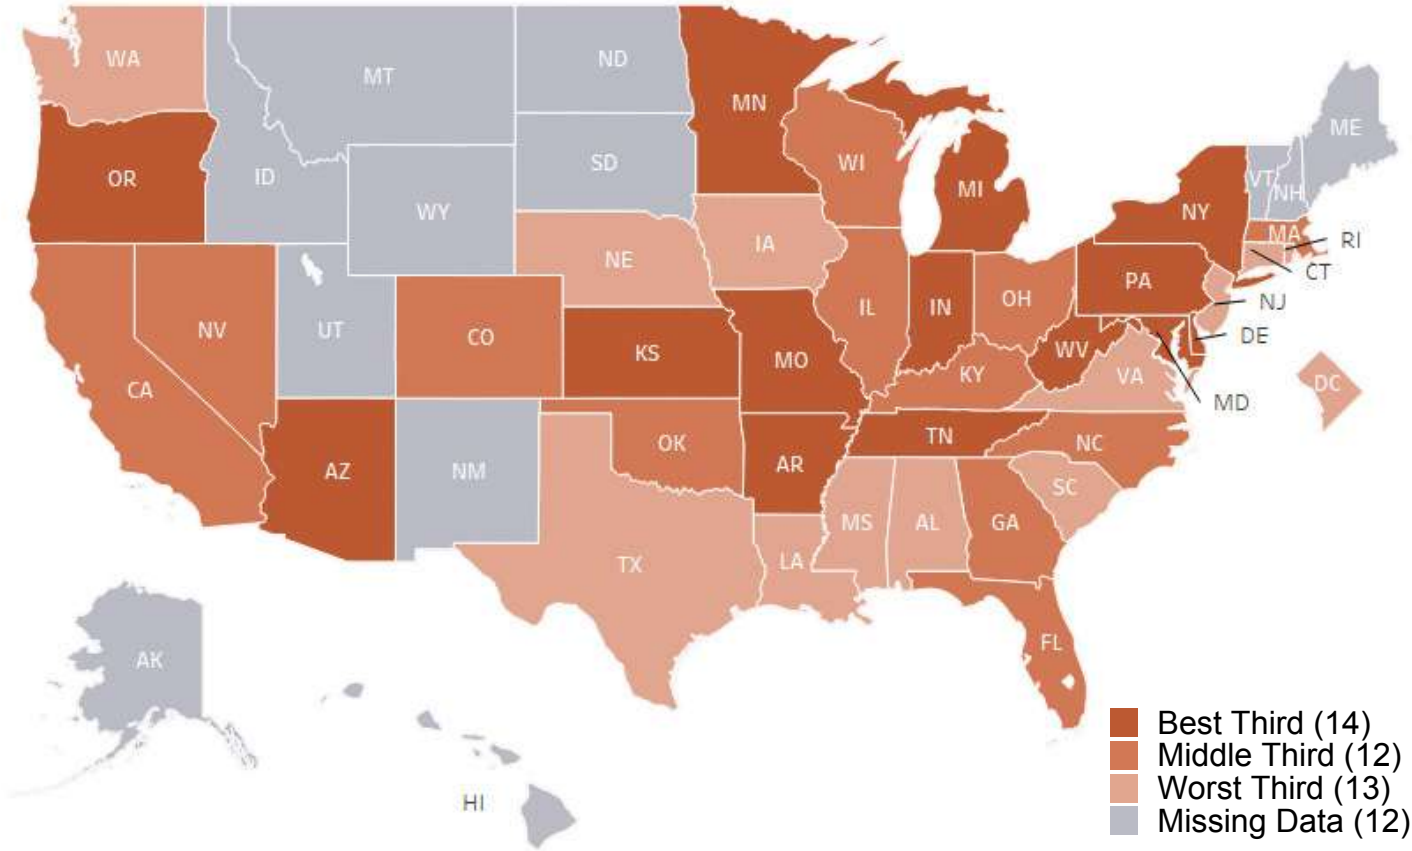 WA
MT
ND
MN
ME
OR
ID
SD
WI
MI
VT
NH
WY
NY
MA
RI
NE
IA
CT
PA
NJ
NV
UT
CO
IL
IN
OH
DE
KS
MO
WV
CA
KY
VA
DC
MD
AZ
NM
OK
AR
TN
NC
SC
TX
LA
MS
AL
GA
FL
AK
HI
Best Third (14)
Middle Third (12)
Worst Third (13)
Missing Data (12)